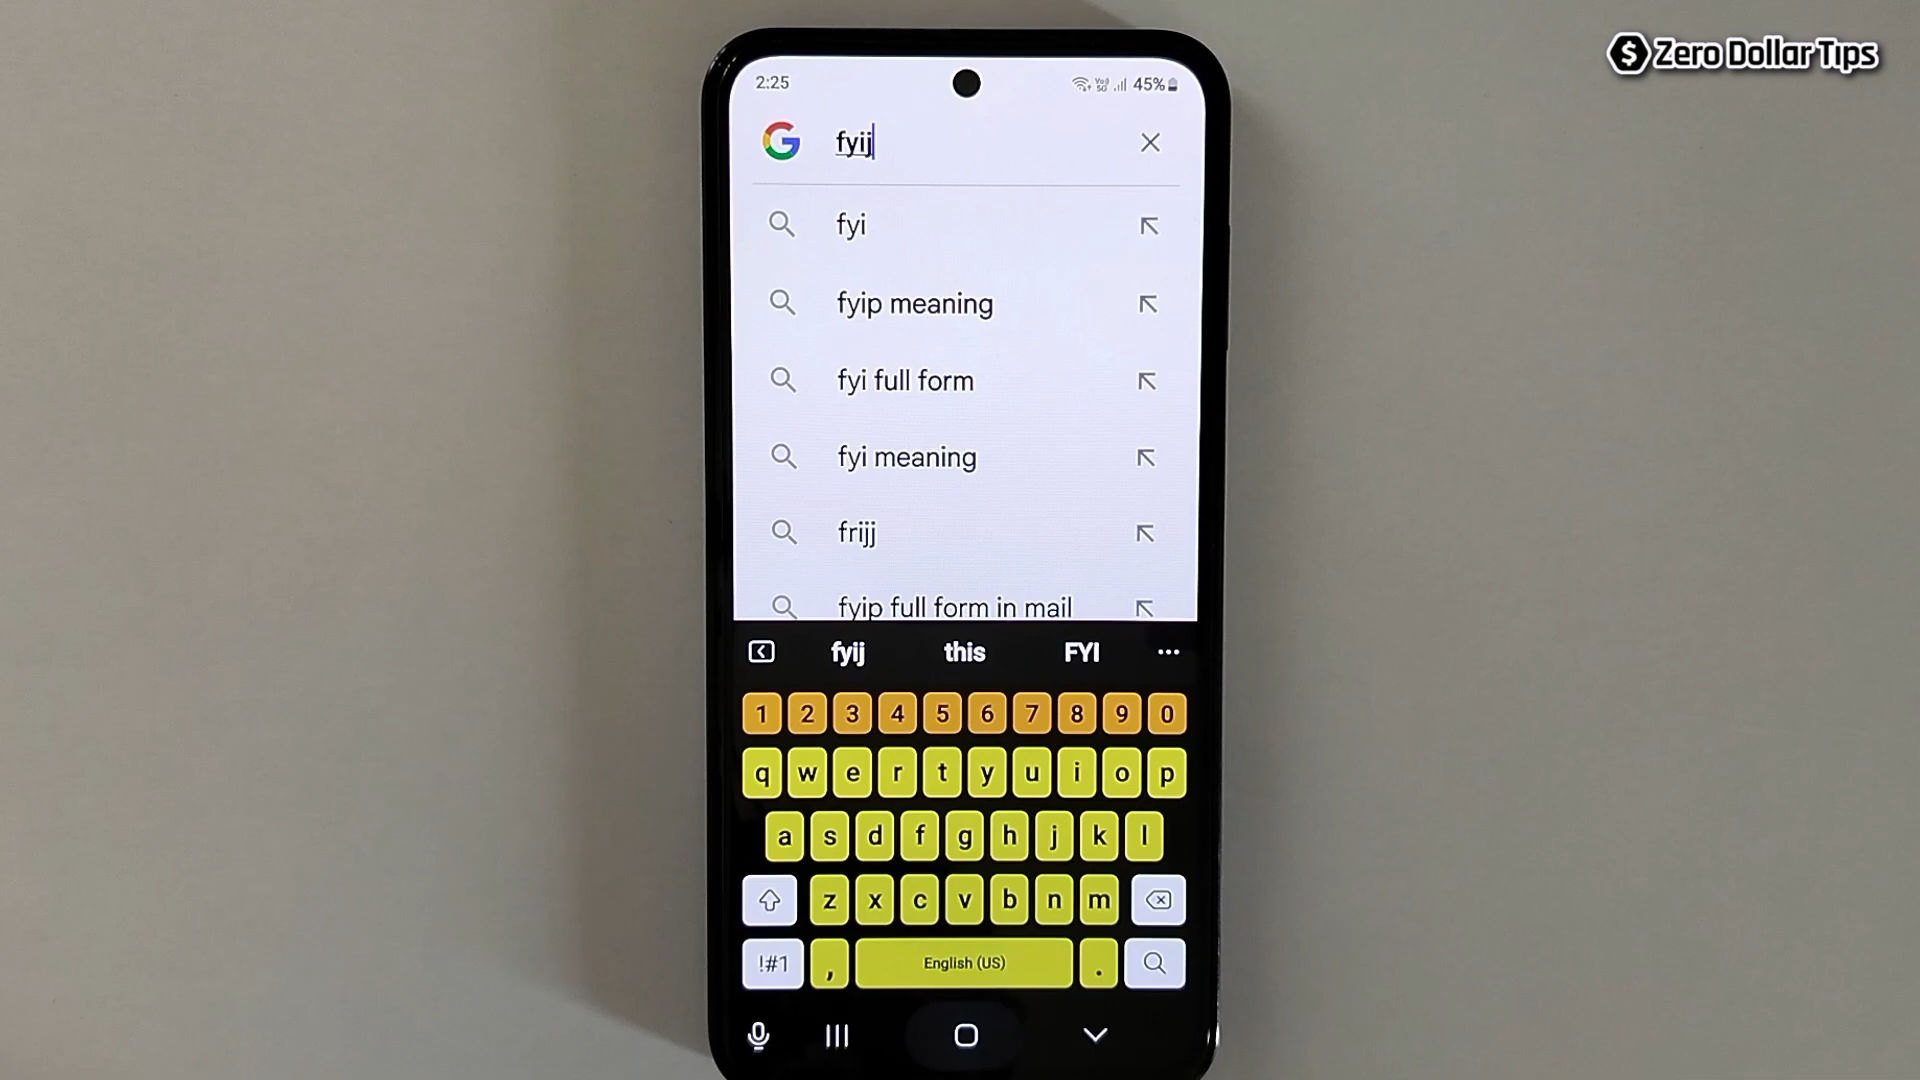 Zero Dollar Tips
2:25
45%
fyij
fyi
fyip meaning
fyi full form
fyi meaning
frijj
fyip full form in mail
fyij this FYI
1 2 3 4 5 6 7 8 9 0
q w e r t y u i o p
a s d f g h j k l
z x c v b n m
!#1 , English (US) .